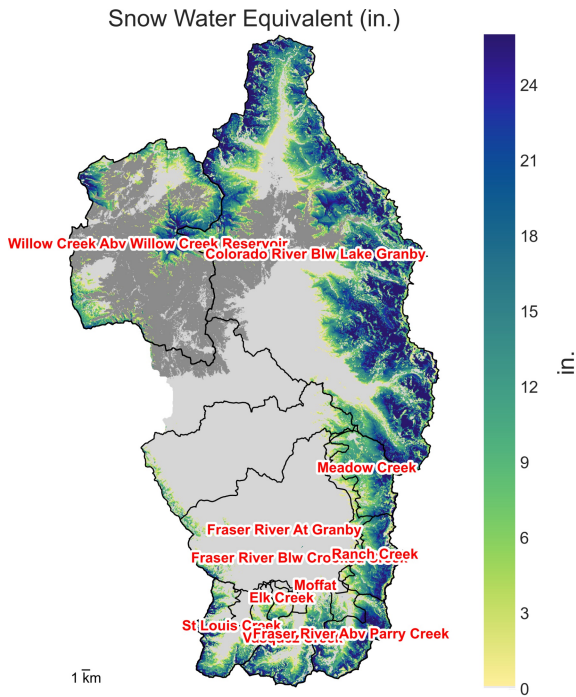 Snow Water Equivalent (in.)
24
21
18
15
12
9
6
3
0
in.
Willow Creek Abv Willow Creek Reservoir
Colorado River Blw Lake Granby
Meadow Creek
Fraser River At Granby
Fraser River Blw Cro
Ranch Creek
Moffat
Elk Creek
St Louis Creek
Fraser River Abv Parry Creek
1 km